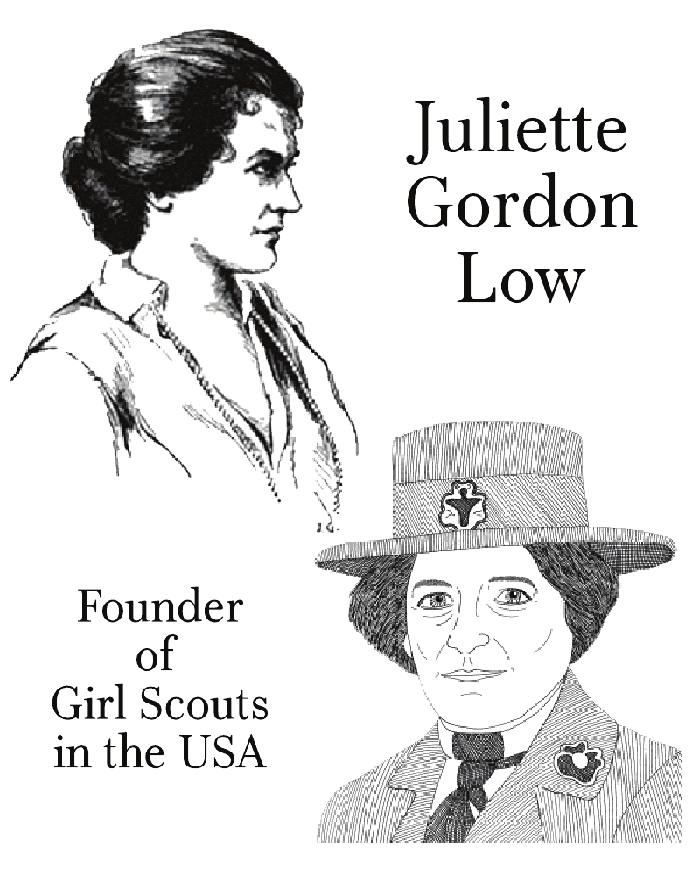 Juliette
Gordon
Low
Founder
of
Girl Scouts
in the USA